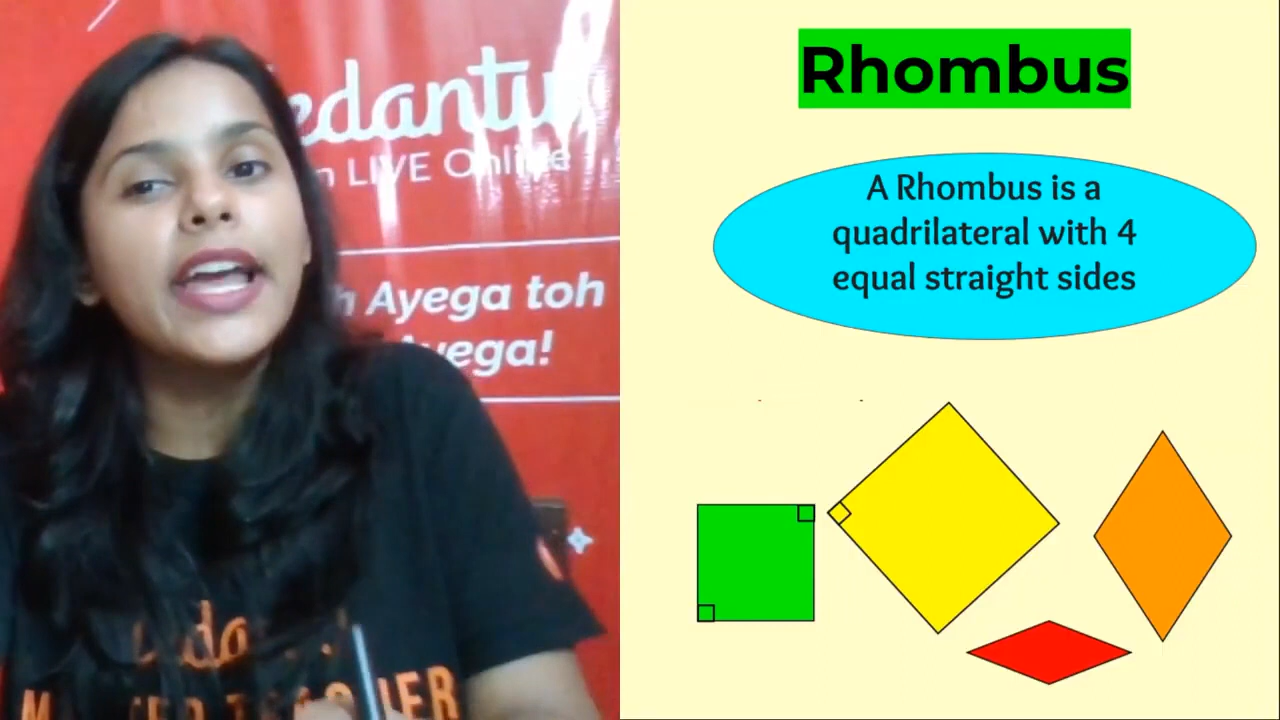 edantu
LIVE Online
Ayega toh
Ayega!
Rhombus
A Rhombus is a
quadrilateral with 4
equal straight sides